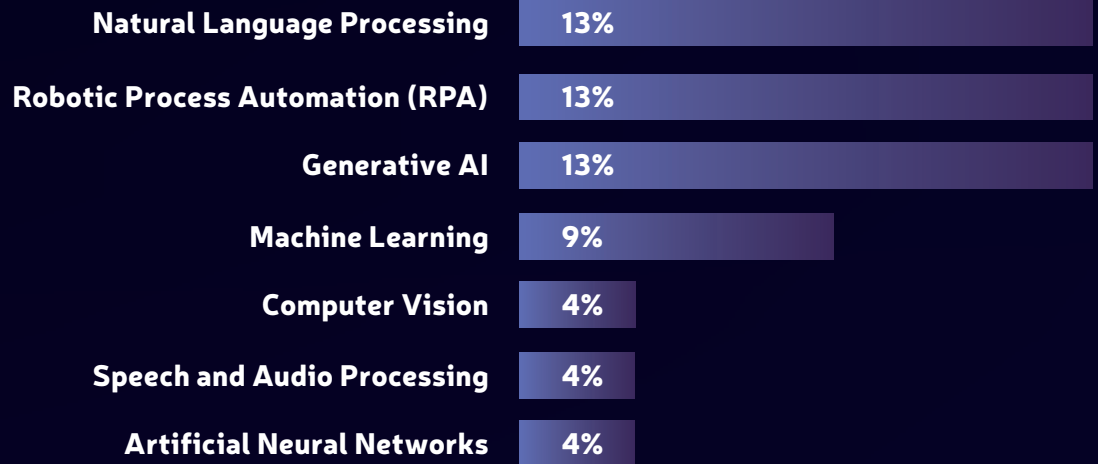 Natural Language Processing 13%
Robotic Process Automation (RPA) 13%
Generative AI 13%
Machine Learning 9%
Computer Vision 4%
Speech and Audio Processing 4%
Artificial Neural Networks 4%